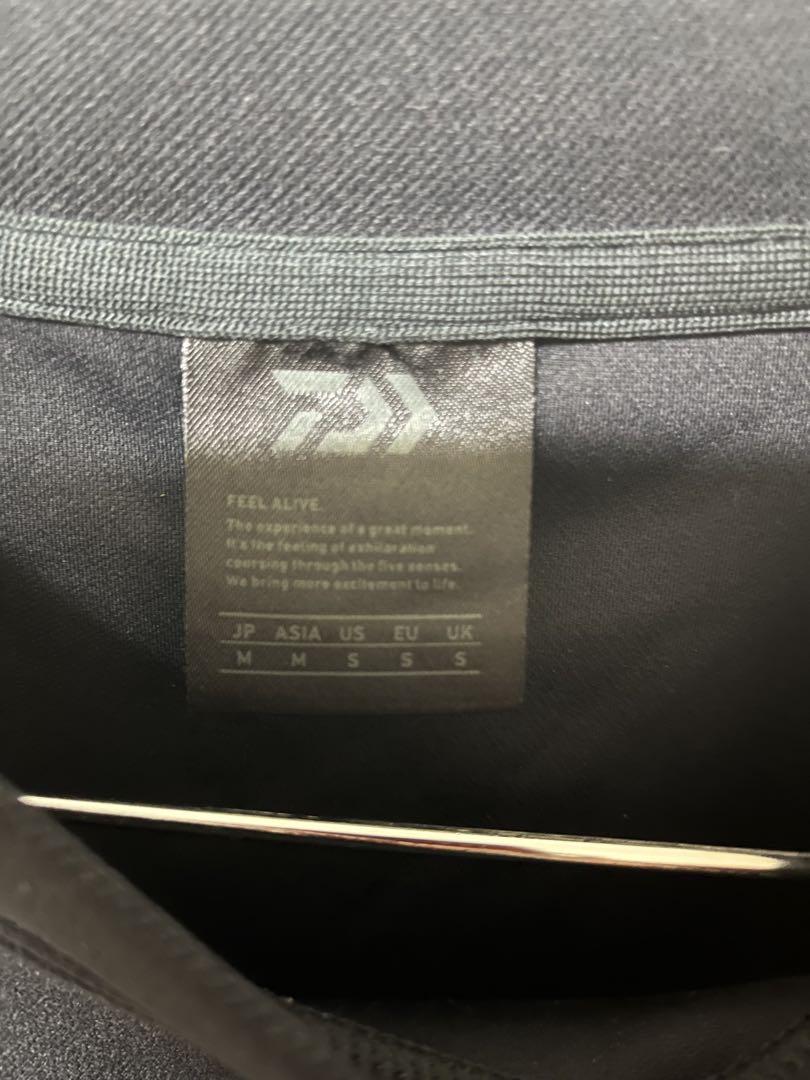 FEEL ALIVE.
The experience of a great moment.
It's the feeling of exhilaration
coursing through the five senses.
We bring more excitement to life.
JP ASIA US EU UK
M M S S S